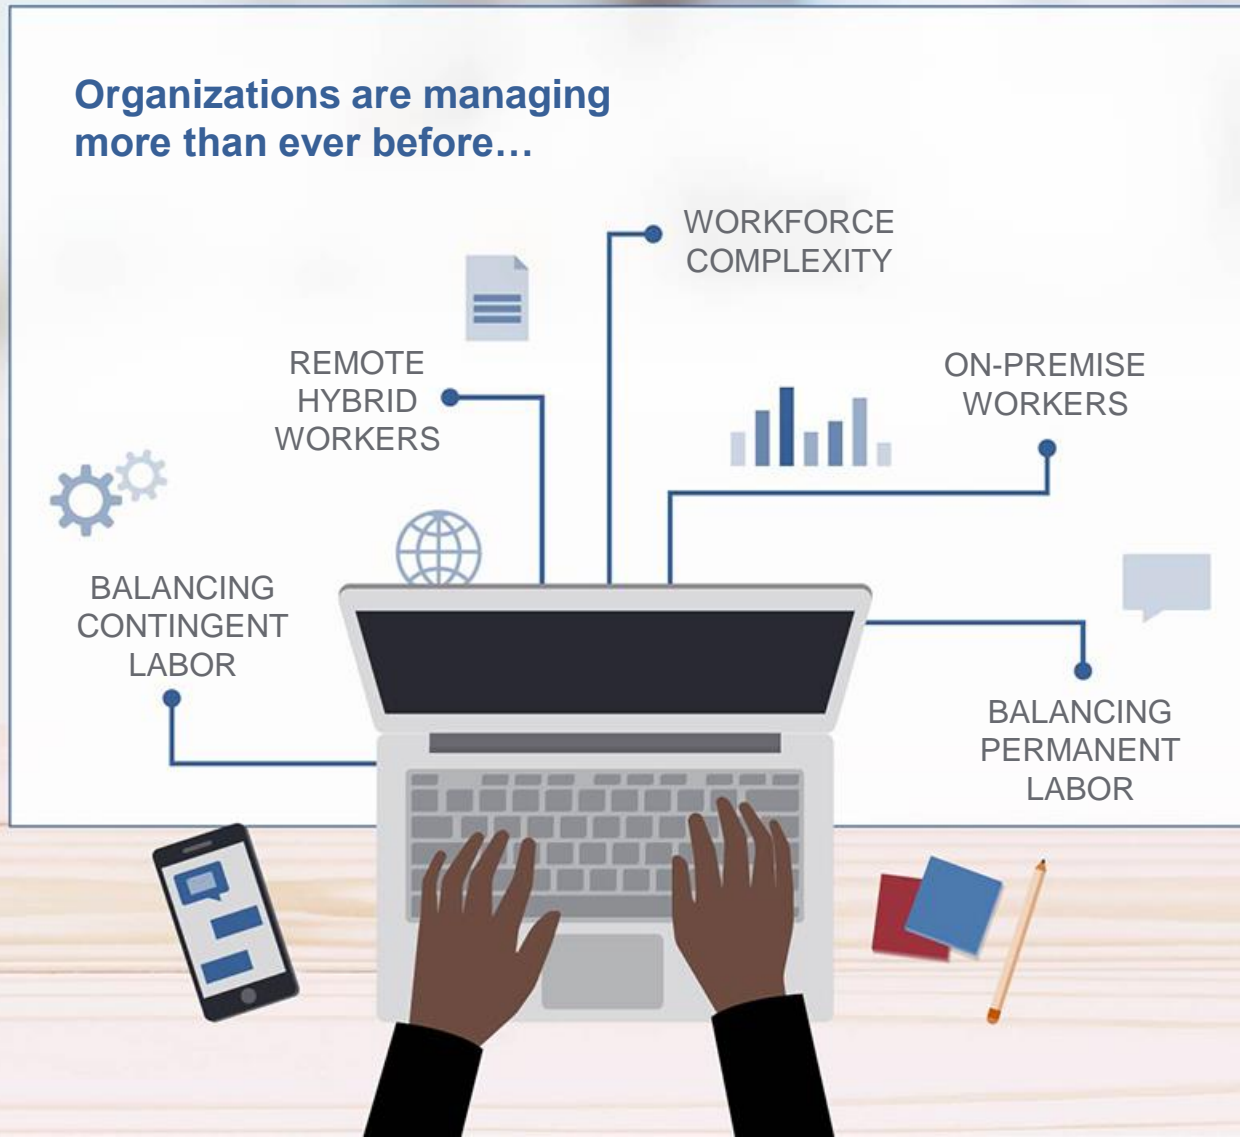 Organizations are managing
more than ever before…
WORKFORCE
COMPLEXITY
REMOTE
HYBRID
WORKERS
ON-PREMISE
WORKERS
BALANCING
CONTINGENT
LABOR
BALANCING
PERMANENT
LABOR